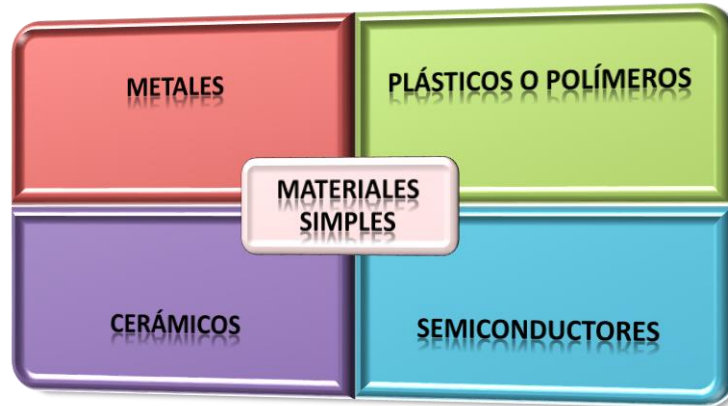 METALES
PLÁSTICOS O POLÍMEROS
MATERIALES
SIMPLES
CERÁMICOS
SEMICONDUCTORES